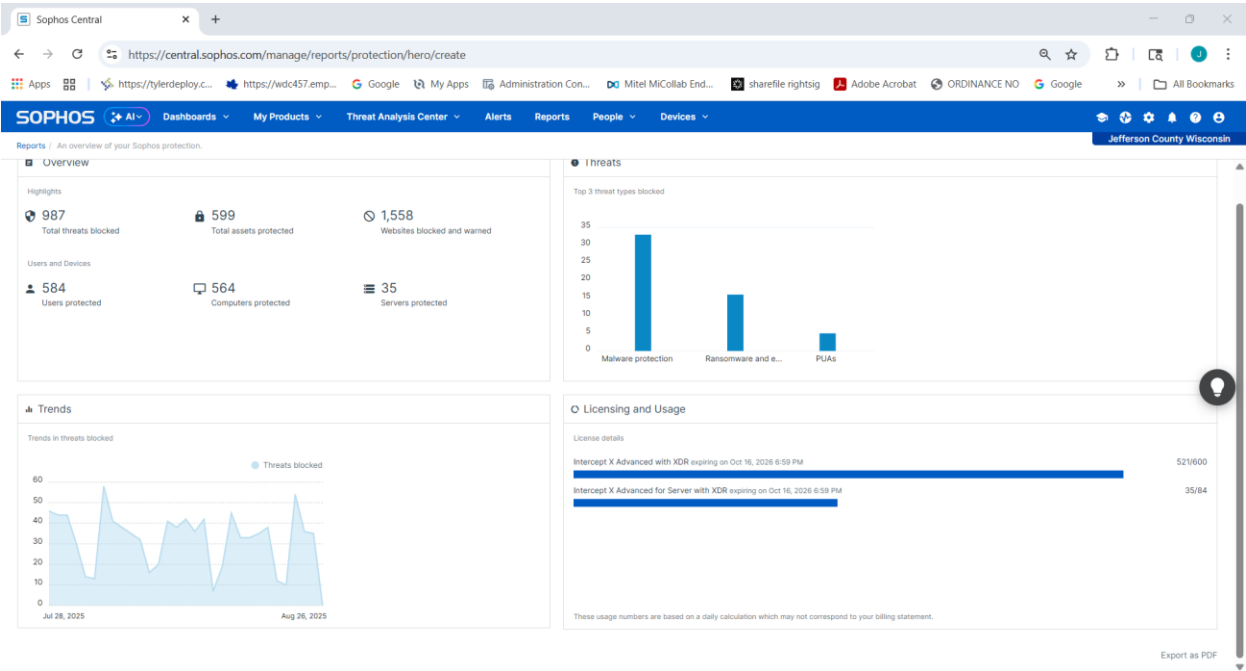 Sophos Central
https://central.sophos.com/manage/reports/protection/hero/create
Apps https://tylerdeploy.c... https://wdc457.emp... Google My Apps Administration Con... Mitel MiCollab End... sharefile rightsig Adobe Acrobat ORDINANCE NO Google » All Bookmarks
SOPHOS AI Dashboards My Products Threat Analysis Center Alerts Reports People Devices
Jefferson County Wisconsin
Reports / An overview of your Sophos protection.
Overview
Highlights
987 599 1,558
Total threats blocked Total assets protected Websites blocked and warned
Users and Devices
584 564 35
Users protected Computers protected Servers protected
Threats
Top 3 threat types blocked
35
30
25
20
15
10
5
0
Malware protection Ransomware and e... PUAs
Trends
Trends in threats blocked
Threats blocked
60
50
40
30
20
10
0
Jul 28, 2025 Aug 26, 2025
Licensing and Usage
License details
Intercept X Advanced with XDR expiring on Oct 16, 2026 6:59 PM 521/600
Intercept X Advanced for Server with XDR expiring on Oct 16, 2026 6:59 PM 35/84
These usage numbers are based on a daily calculation which may not correspond to your billing statement.
Export as PDF